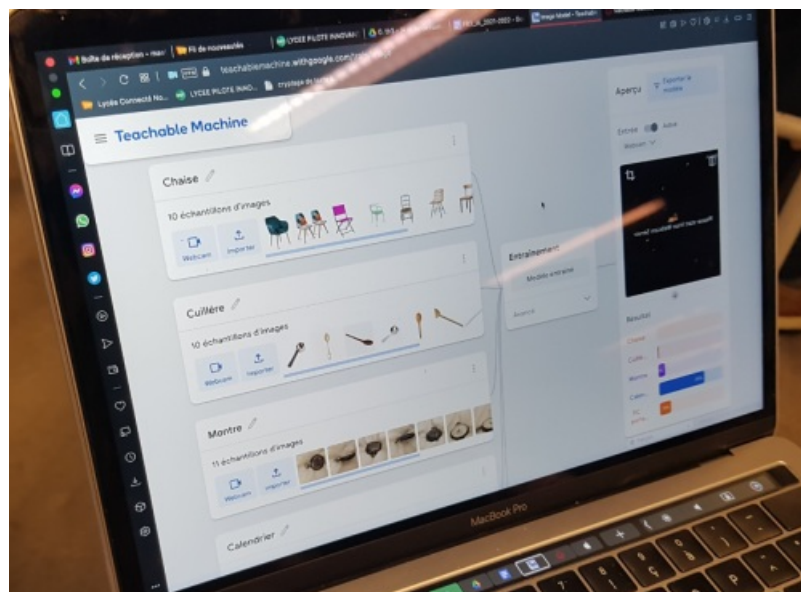 Boîte de réception -
Fil de nouveautés
LYCEE PILOTE INNOVAN
teachablemachine.withgoogle.com
Lycée Connecté No...
LYCEE PILOTE INNO...
Teachable Machine
Chaise
10 échantillons d'images
Webcam
Importer
Cuillère
10 échantillons d'images
Webcam
Importer
Montre
11 échantillons d'images
Webcam
Importer
Calendrier
Entraînement
Modèle entraîné
Avancé
Aperçu
Exporter le
modèle
Entrée
Activé
Webcam
Résultat
MacBook Pro